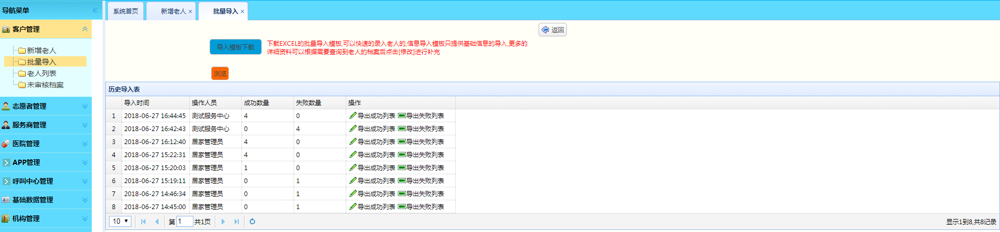 导航菜单
客户管理
新增老人
批量导入
老人列表
未审核档案
志愿者管理
服务商管理
医院管理
APP管理
呼叫中心管理
基础数据管理
机构管理
系统首页 新增老人 批量导入
返回
导入模板下载
下载EXCEL的批量导入模板,可以快速的录入老人的,信息导入模板只提供基础信息的导入,更多的
详细资料可以根据需要查询到老人的档案后点击[修改]进行补充
浏览
历史导入表
导入时间 操作人员 成功数量 失败数量 操作
1 2018-06-27 16:44:45 测试服务中心 4 0 导出成功列表 导出失败列表
2 2018-06-27 16:42:43 测试服务中心 0 4 导出成功列表 导出失败列表
3 2018-06-27 16:12:40 居家管理员 4 0 导出成功列表 导出失败列表
4 2018-06-27 15:22:31 居家管理员 4 0 导出成功列表 导出失败列表
5 2018-06-27 15:20:03 居家管理员 1 0 导出成功列表 导出失败列表
6 2018-06-27 15:19:11 居家管理员 0 1 导出成功列表 导出失败列表
7 2018-06-27 14:46:34 居家管理员 0 1 导出成功列表 导出失败列表
8 2018-06-27 14:45:00 居家管理员 0 1 导出成功列表 导出失败列表
10 第 1 共1页 显示1到8,共8记录